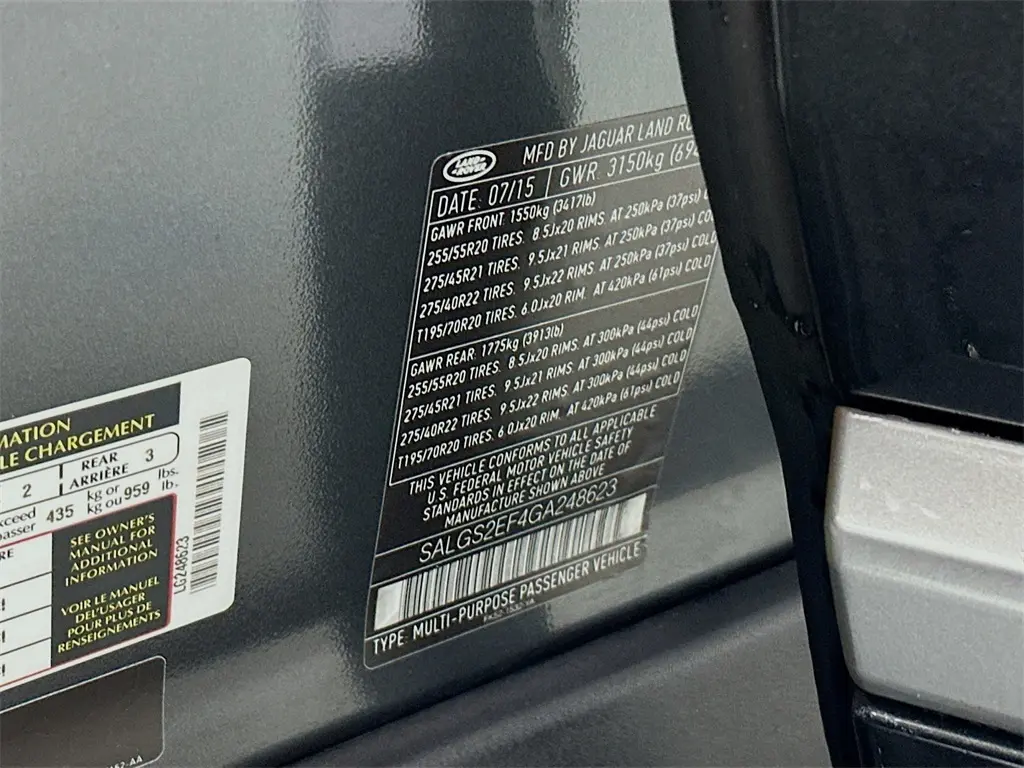 LAND-
-ROVER
MFD BY JAGUAR LAND
DATE: 07/15 GWR. 3150kg
GAWR FRONT. 1550kg (3417lb)
255/55R20 TIRES. 8.5Jx20 RIMS. AT 250kPa (37psi)
275/45R21 TIRES. 9.5Jx21 RIMS. AT 250kPa (37psi)
275/40R22 TIRES. 9.5Jx22 RIMS. AT 250kPa (37psi) COLD
T195/70R20 TIRES. 6.0Jx20 RIM. AT 420kPa (61psi) COLD
GAWR REAR. 1775kg (3913lb)
255/55R20 TIRES. 8.5Jx20 RIMS. AT 300kPa (44psi) COLD
275/45R21 TIRES. 9.5Jx21 RIMS. AT 300kPa (44psi) COLD
275/40R22 TIRES. 9.5Jx22 RIMS. AT 300kPa (44psi) COLD
T195/70R20 TIRES. 6.0Jx20 RIM. AT 420kPa (61psi) COLD
THIS VEHICLE CONFORMS TO ALL APPLICABLE
U.S. FEDERAL MOTOR VEHICLE SAFETY
STANDARDS IN EFFECT ON THE DATE OF
MANUFACTURE SHOWN ABOVE
SALGS2EF4GA248623
TYPE: MULTI-PURPOSE PASSENGER VEHICLE
MATION
LE CHARGEMENT
2 REAR 3
ARRIÈRE
xceed 435 kg or 959 lbs.
asser kg ou lb.
RE
SEE OWNER'S
MANUAL FOR
ADDITIONAL
INFORMATION
VOIR LE MANUEL
DE L'USAGER
POUR PLUS DE
RENSEIGNEMENTS
LG248623